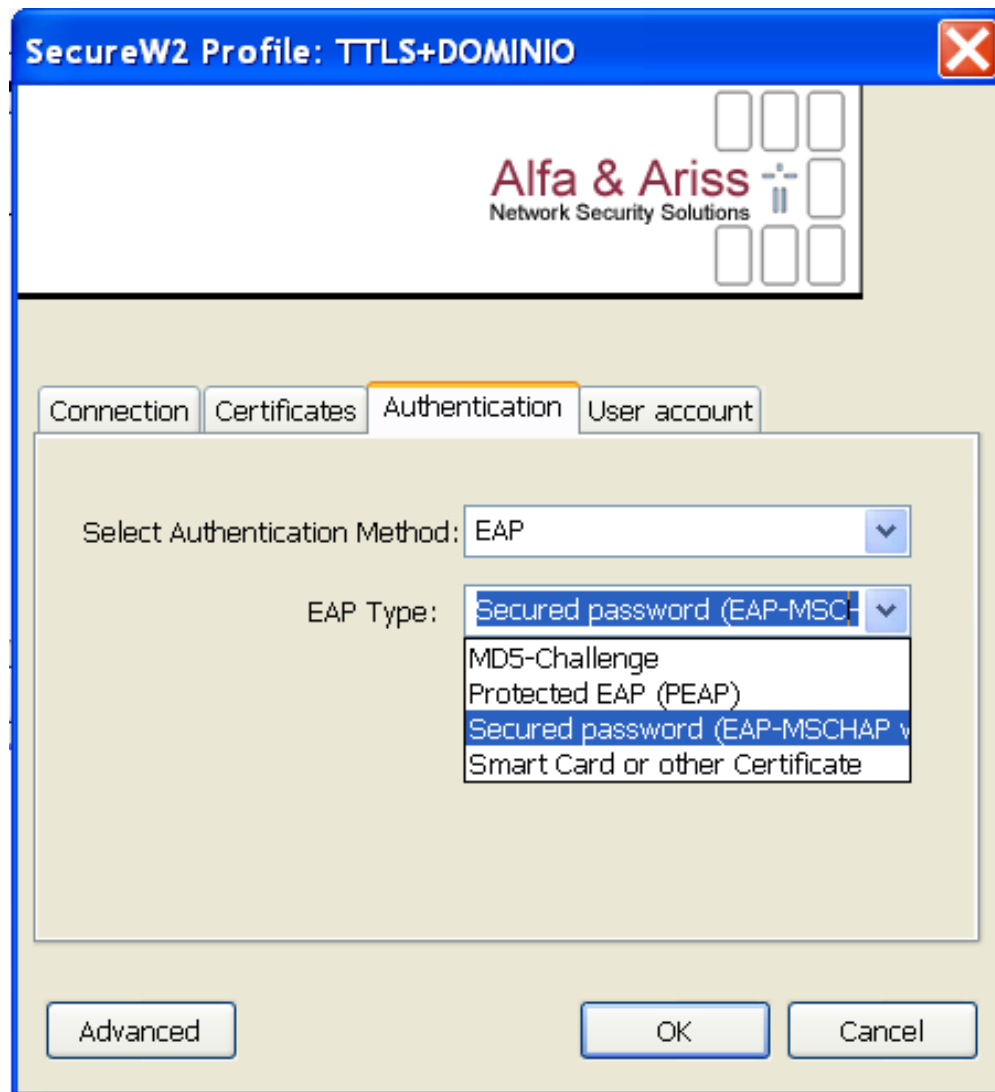 SecureW2 Profile: TTLS+DOMINIO
Alfa & Ariss
Network Security Solutions
Connection Certificates Authentication User account
Select Authentication Method: EAP
EAP Type: Secured password (EAP-MSCH
MD5-Challenge
Protected EAP (PEAP)
Secured password (EAP-MSCHAP v
Smart Card or other Certificate
Advanced OK Cancel